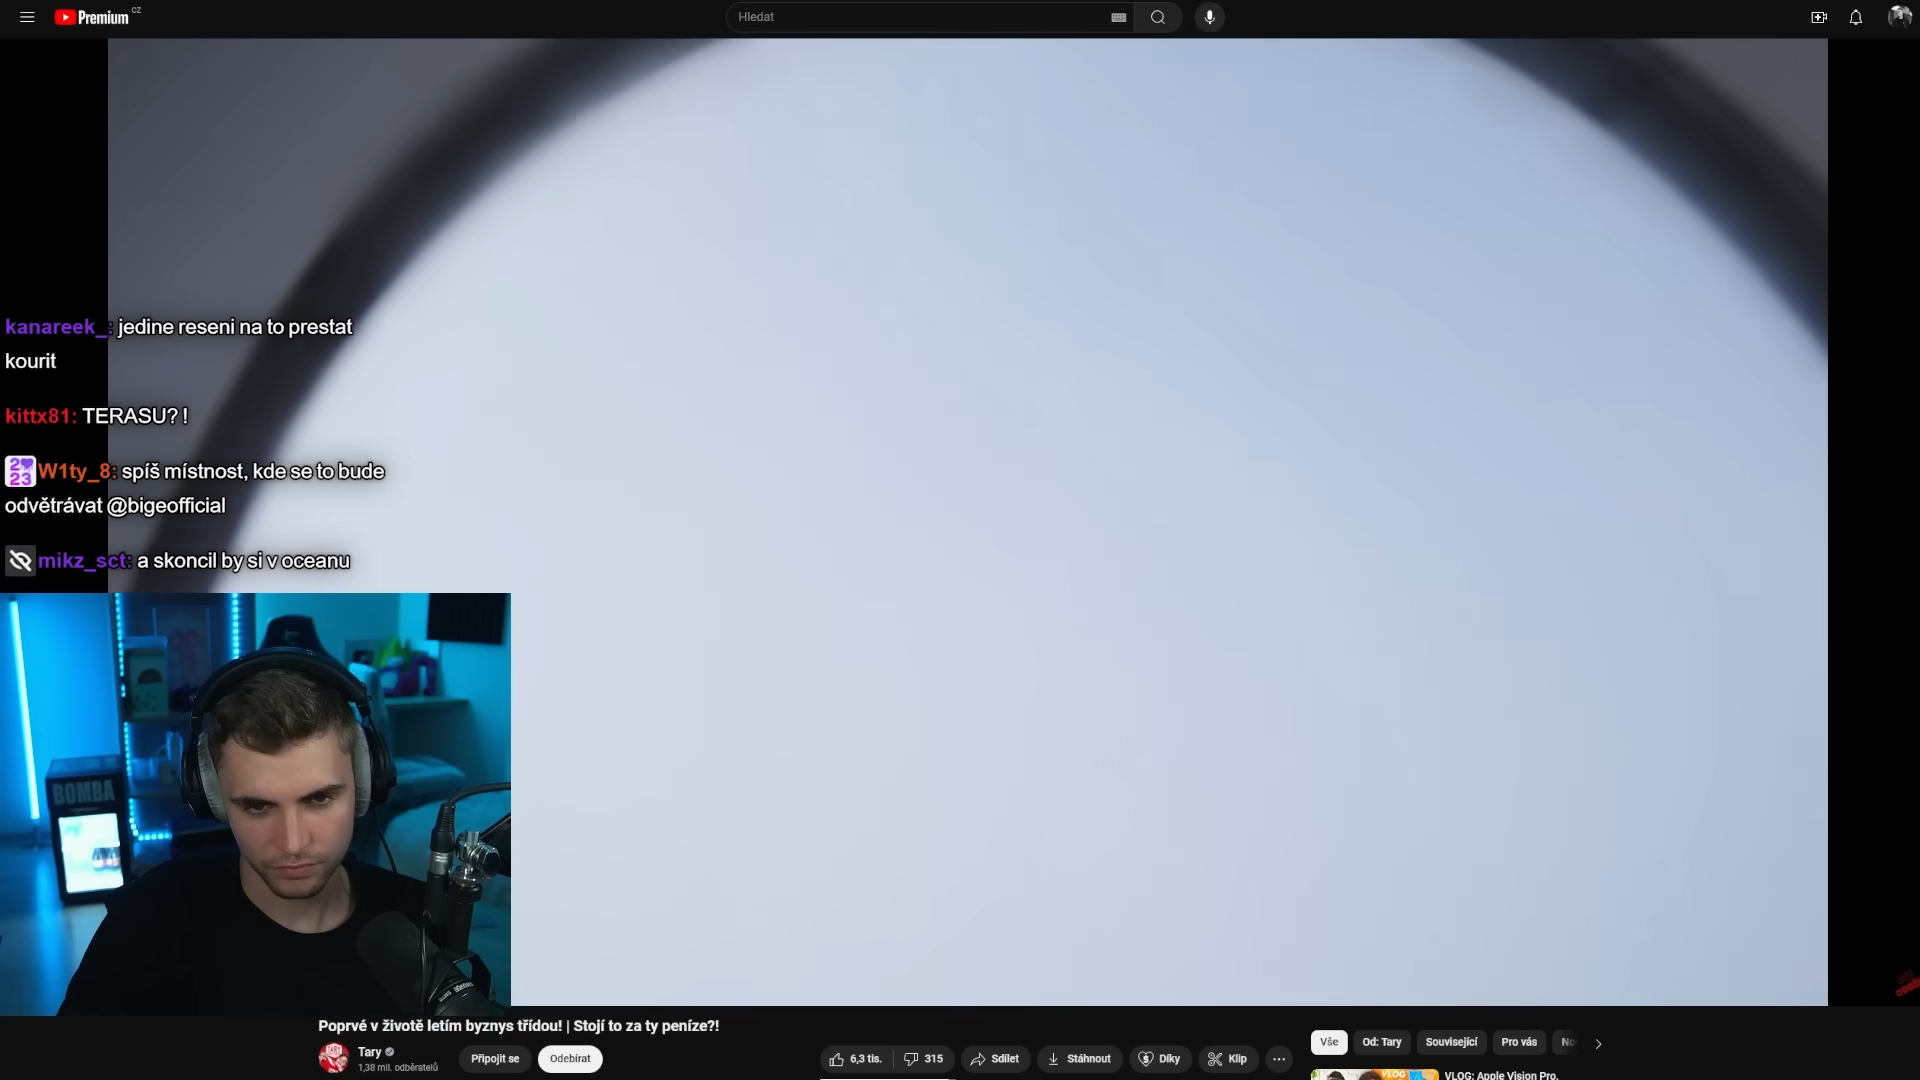 Premium CZ
Hledat
kanareek_: jedine reseni na to prestat
kourit
kittx81: TERASU? !
2023 W1ty_8: spíš místnost, kde se to bude
odvětrávat @bigeofficial
mikz_sct: a skoncil by si v oceanu
BOMBA
Poprvé v životě letím byznys třídou! | Stojí to za ty peníze?!
Tary
1,38 mil. odběratelů
Připojit se
Odebírat
6,3 tis.
315
Sdílet
Stáhnout
Díky
Klip
Vše
Od: Tary
Související
Pro vás
VLOG
VLOG: Apple Vision Pro,